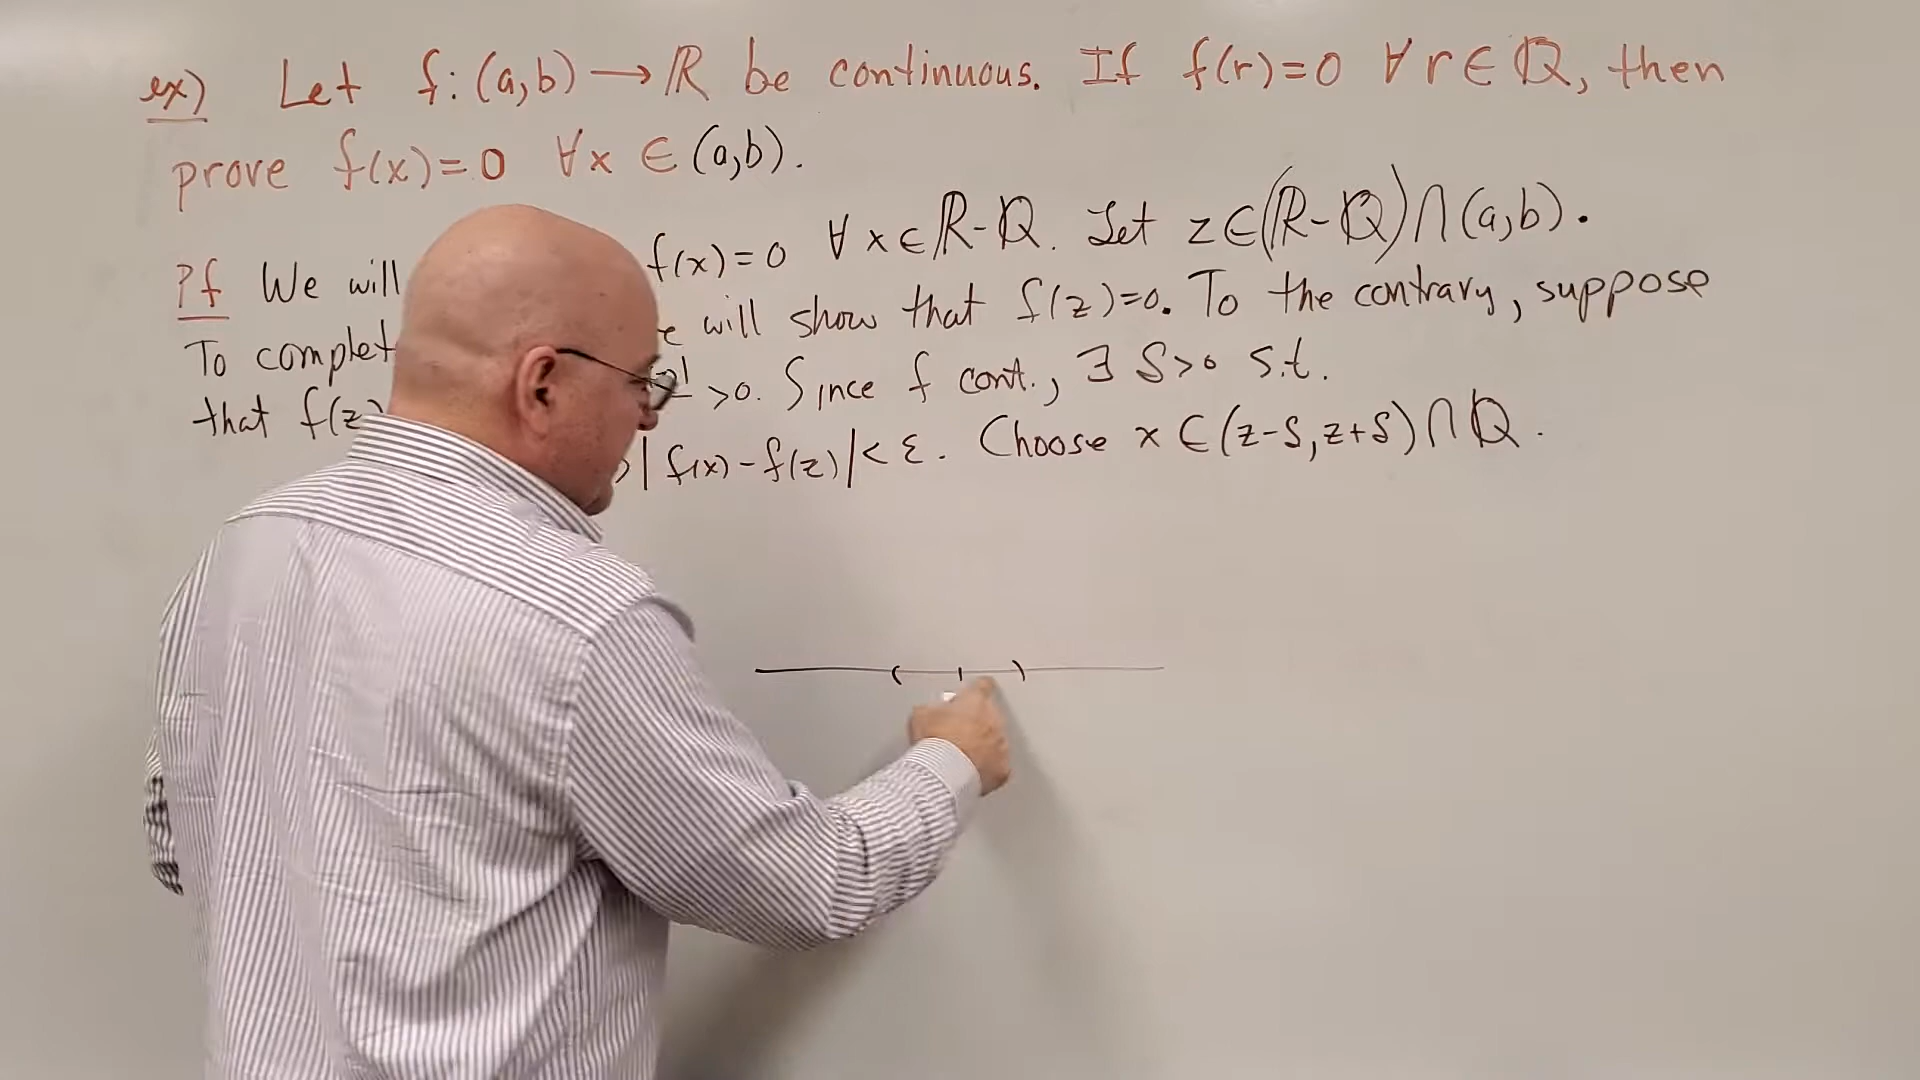 ex) Let f: (a,b) → ℝ be continuous. If f(r)=0 ∀ r ∈ ℚ, then
prove f(x)=0 ∀x ∈ (a,b).
Pf We will f(x)=0 ∀ x ∈ ℝ-ℚ. Let z ∈ (ℝ-ℚ) ∩ (a,b).
To will show that f(z)=0. To the contrary, suppose
that f(z) >0. Since f cont., ∃ δ>0 s.t.
|f(x)-f(z)|< ε. Choose x ∈ (z-δ, z+δ) ∩ ℚ.